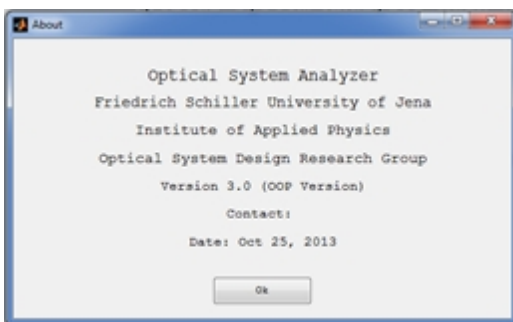 About
Optical System Analyzer
Friedrich Schiller University of Jena
Institute of Applied Physics
Optical System Design Research Group
Version 3.0 (OOP Version)
Contact:
Date: Oct 25, 2013
Ok